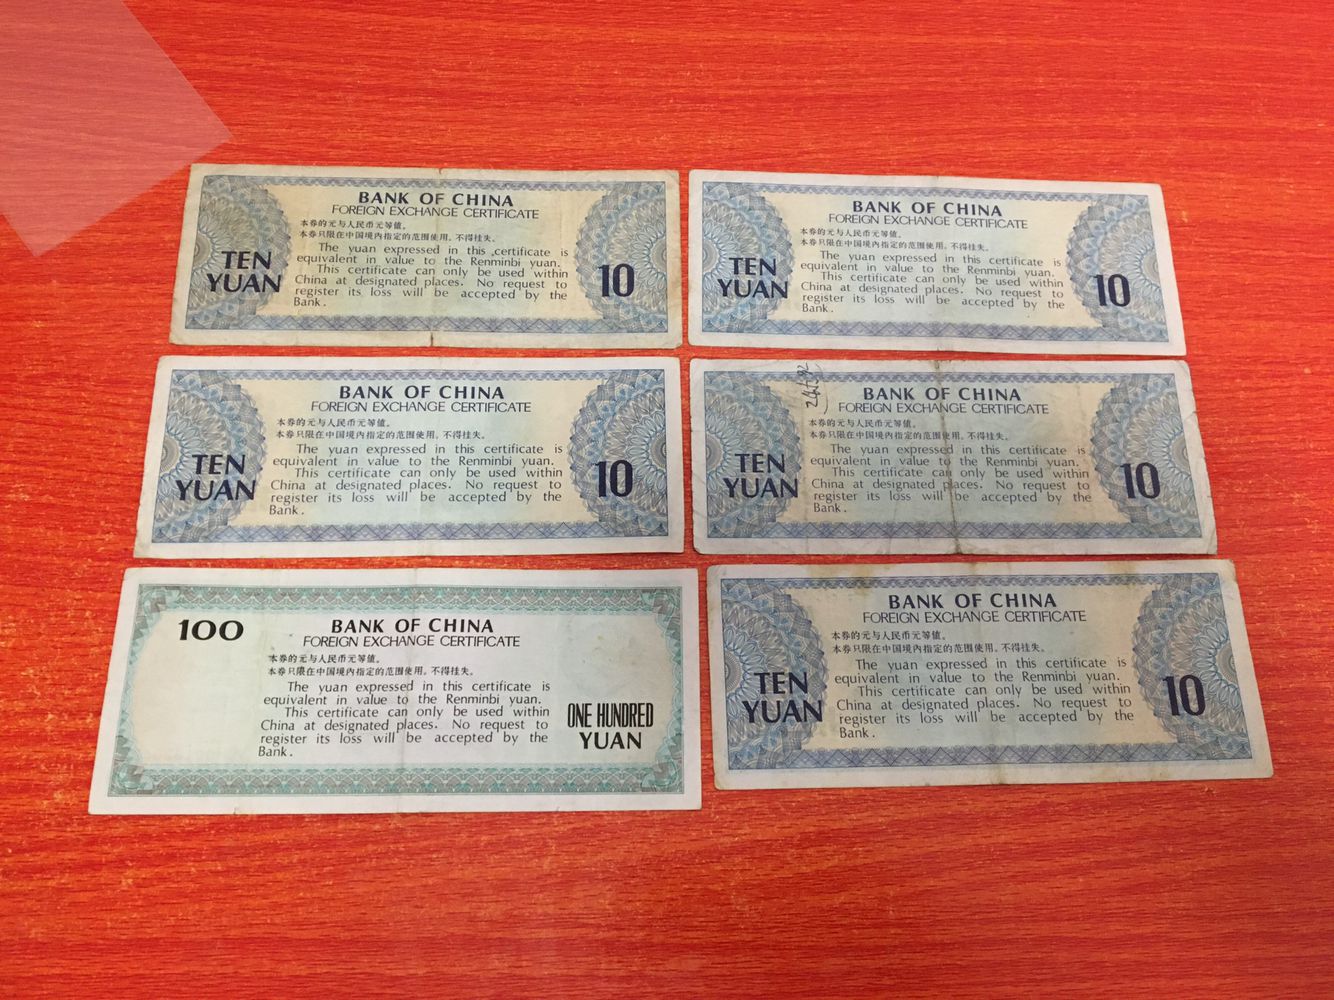 BANK OF CHINA
FOREIGN EXCHANGE CERTIFICATE
本券的元与人民币元等值。
本券只限在中国境内指定的范围使用，不得挂失。
The yuan expressed in this certificate is
equivalent in value to the Renminbi yuan.
This certificate can only be used within
China at designated places. No request to
register its loss will be accepted by the
Bank.
TEN
YUAN
10
BANK OF CHINA
FOREIGN EXCHANGE CERTIFICATE
本券的元与人民币元等值。
本券只限在中国境内指定的范围使用，不得挂失。
The yuan expressed in this certificate is
equivalent in value to the Renminbi yuan.
This certificate can only be used within
China at designated places. No request to
register its loss will be accepted by the
Bank.
TEN
YUAN
10
BANK OF CHINA
FOREIGN EXCHANGE CERTIFICATE
本券的元与人民币元等值。
本券只限在中国境内指定的范围使用，不得挂失。
The yuan expressed in this certificate is
equivalent in value to the Renminbi yuan.
This certificate can only be used within
China at designated places. No request to
register its loss will be accepted by the
Bank.
TEN
YUAN
10
BANK OF CHINA
FOREIGN EXCHANGE CERTIFICATE
本券的元与人民币元等值。
本券只限在中国境内指定的范围使用，不得挂失。
The yuan expressed in this certificate is
equivalent in value to the Renminbi yuan.
This certificate can only be used within
China at designated places. No request to
register its loss will be accepted by the
Bank.
TEN
YUAN
10
100
BANK OF CHINA
FOREIGN EXCHANGE CERTIFICATE
本券的元与人民币元等值。
本券只限在中国境内指定的范围使用，不得挂失。
The yuan expressed in this certificate is
equivalent in value to the Renminbi yuan.
This certificate can only be used within
China at designated places. No request to
register its loss will be accepted by the
Bank.
ONE HUNDRED
YUAN
BANK OF CHINA
FOREIGN EXCHANGE CERTIFICATE
本券的元与人民币元等值。
本券只限在中国境内指定的范围使用，不得挂失。
The yuan expressed in this certificate is
equivalent in value to the Renminbi yuan.
This certificate can only be used within
China at designated places. No request to
register its loss will be accepted by the
Bank.
TEN
YUAN
10